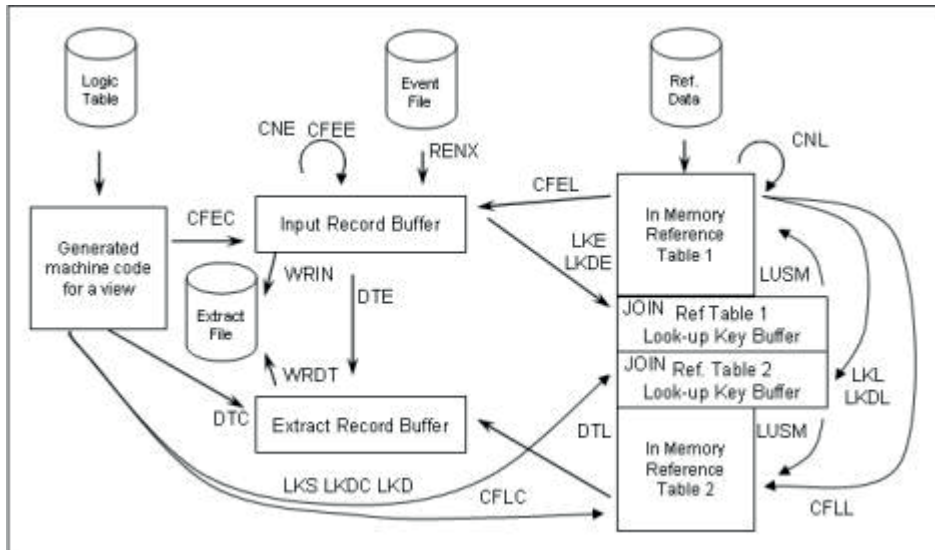 Logic
Table
Event
File
Ref.
Data
CNE CFEE
RENX
CNL
CFEC
CFEL
Generated
machine code
for a view
Input Record Buffer
In Memory
Reference
Table 1
LKE
LKDE
LUSM
WRIN
DTE
Extract
File
JOIN Ref Table 1
Look-up Key Buffer
JOIN Ref. Table 2
Look-up Key Buffer
LKL
LKDL
WRDT
DTC
Extract Record Buffer
DTL
LUSM
In Memory
Reference
Table 2
LKS LKDC LKD
CFLC
CFLL